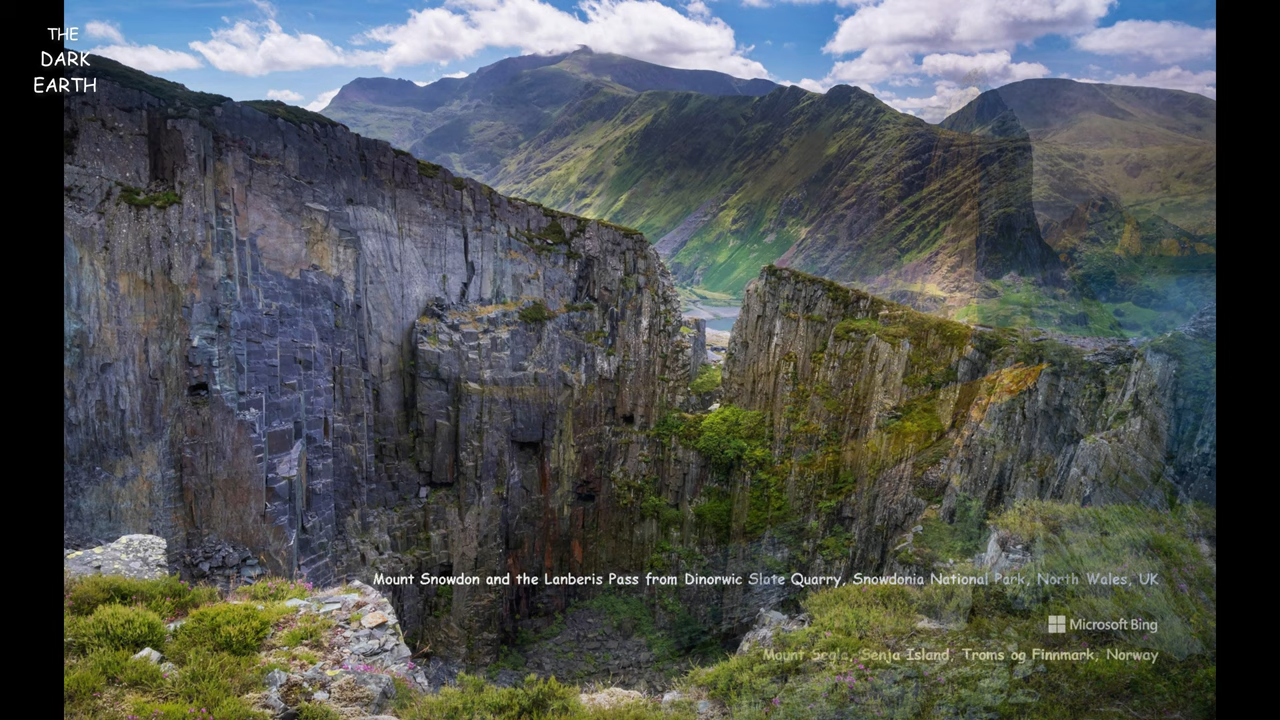 THE
DARK
EARTH
Mount Snowdon and the Lanberis Pass from Dinorwic Slate Quarry, Snowdonia National Park, North Wales, UK
Microsoft Bing
Mount Segla, Senja Island, Troms og Finnmark, Norway